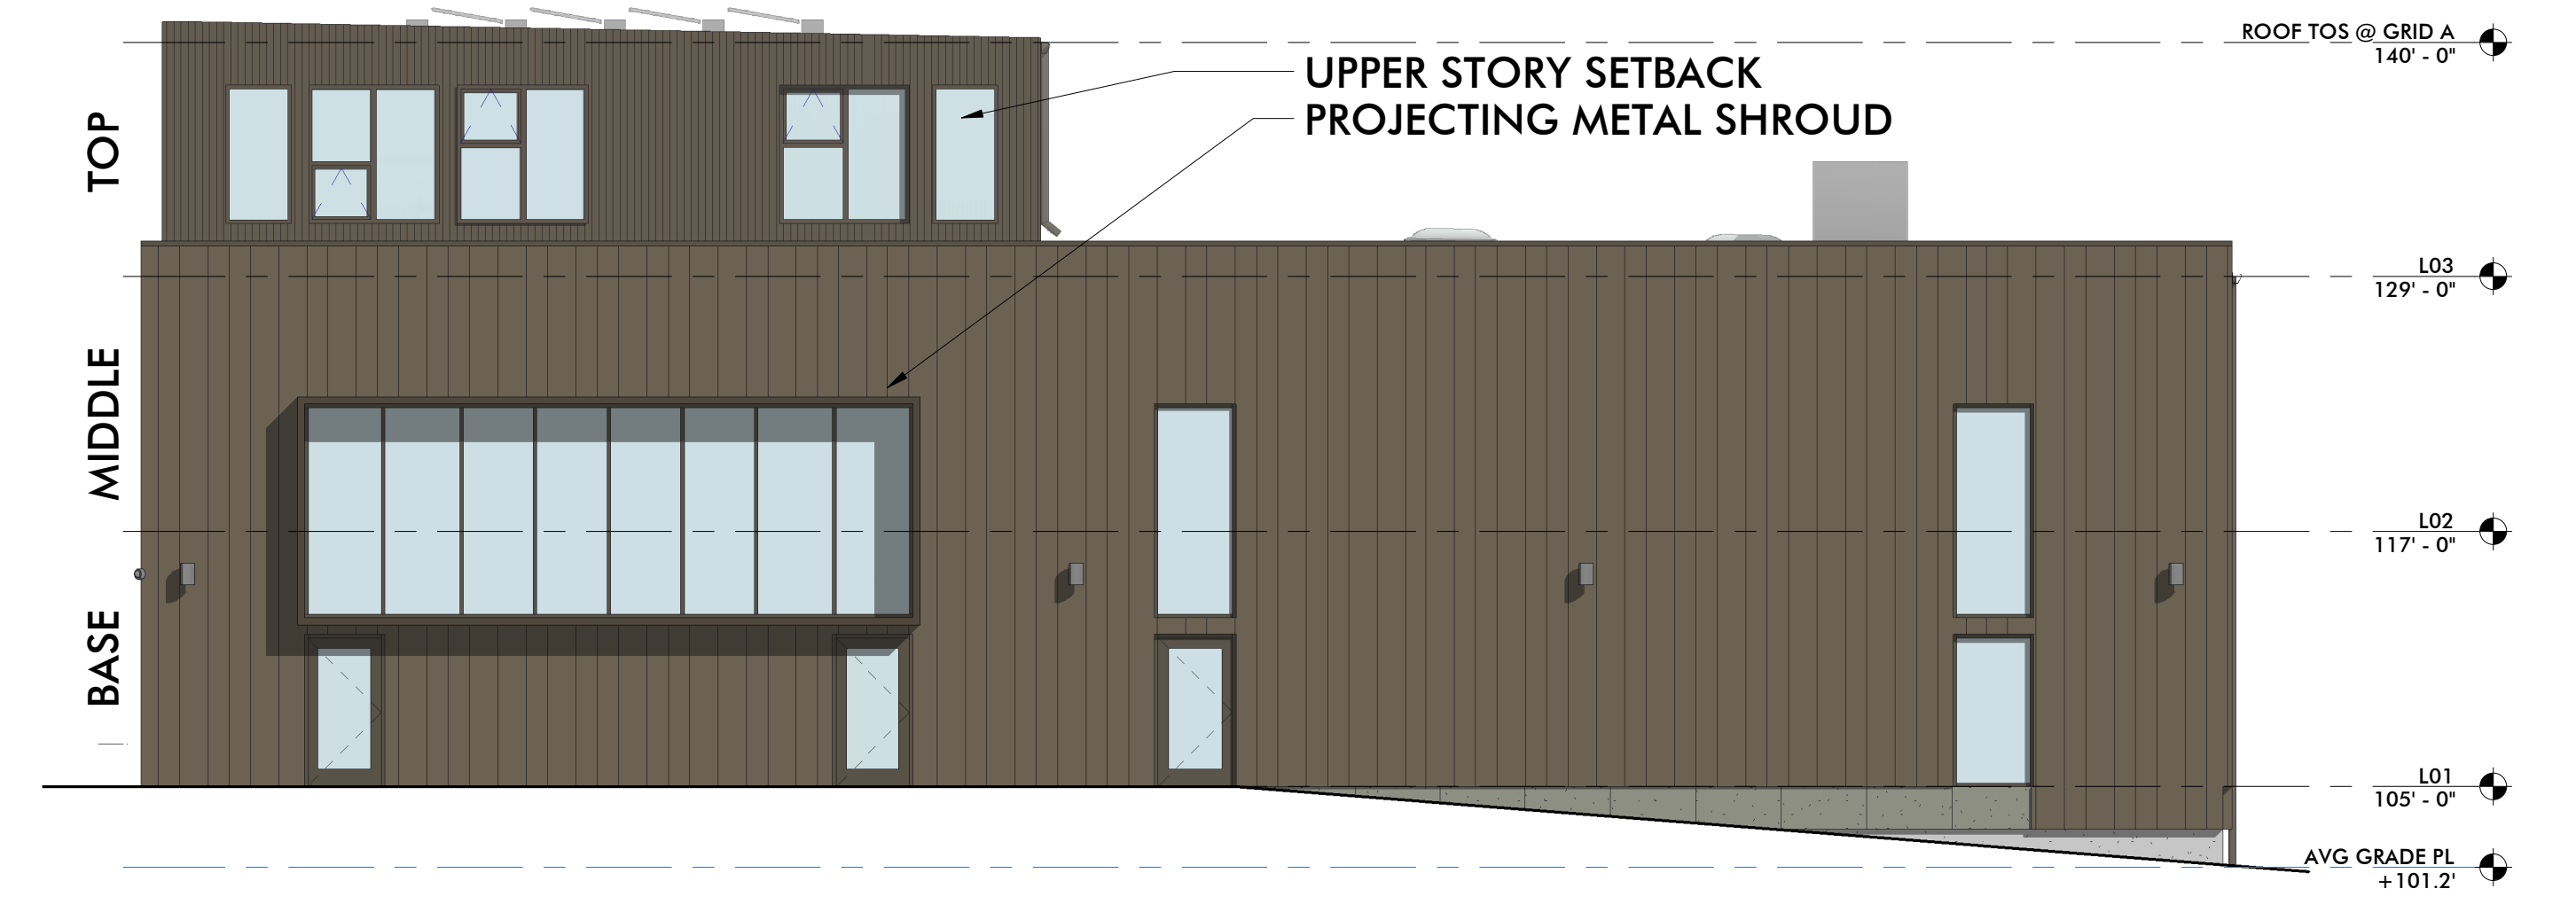 ROOF TOS @ GRID A
140' - 0"
UPPER STORY SETBACK
PROJECTING METAL SHROUD
TOP
L03
129' - 0"
MIDDLE
L02
117' - 0"
BASE
L01
105' - 0"
AVG GRADE PL
+101.2'